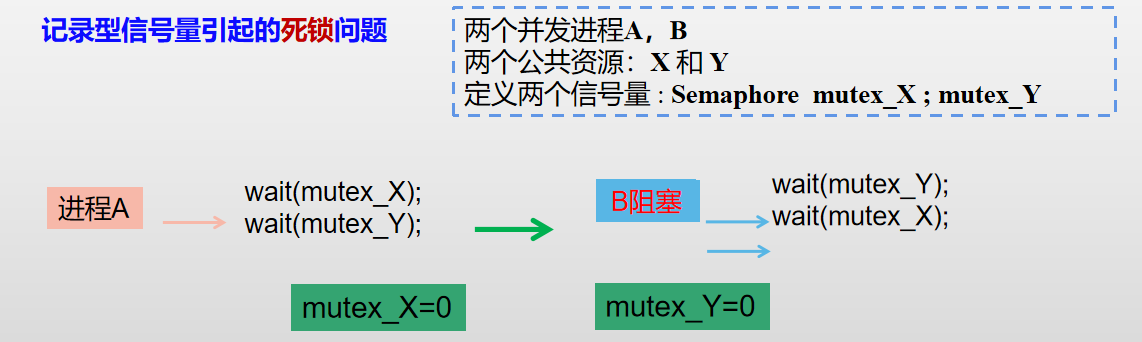 记录型信号量引起的死锁问题
两个并发进程A，B
两个公共资源：X 和 Y
定义两个信号量 : Semaphore mutex_X ; mutex_Y
进程A
wait(mutex_X);
wait(mutex_Y);
B阻塞
wait(mutex_Y);
wait(mutex_X);
mutex_X=0
mutex_Y=0